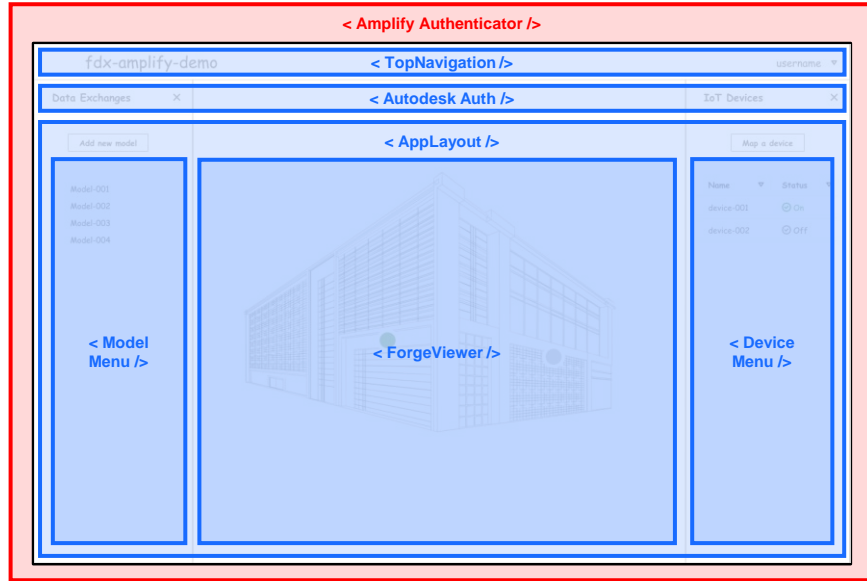 < Amplify Authenticator />
fdx-amplify-demo
< TopNavigation />
username
Data Exchanges
< Autodesk Auth />
IoT Devices
Add new model
< AppLayout />
Map a device
Model-001
Model-002
Model-003
Model-004
Name Status
device-001 On
device-002 Off
< Model
Menu />
< ForgeViewer />
< Device
Menu />